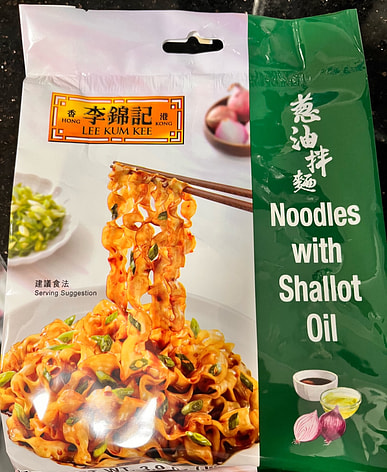 香 李錦記 港
HONG LEE KUM KEE KONG
葱油拌麵
Noodles
with
Shallot
Oil
建議食法
Serving Suggestion